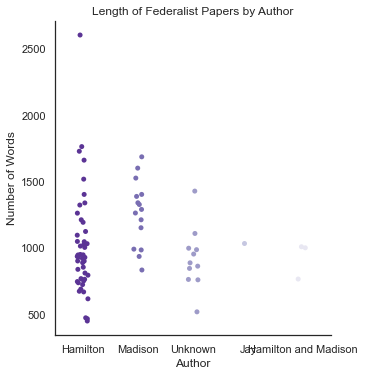 Length of Federalist Papers by Author
Number of Words
2500
2000
1500
1000
500
Hamilton
Madison
Unknown
Jay
Hamilton and Madison
Author